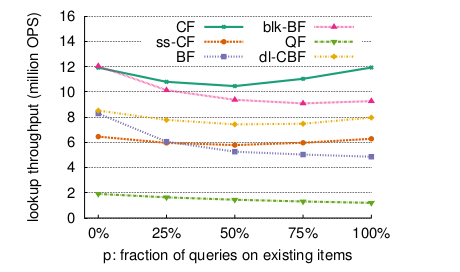 lookup throughput (million OPS)
16
14
12
10
8
6
4
2
0
CF
ss-CF
BF
blk-BF
QF
dl-CBF
0% 25% 50% 75% 100%
p: fraction of queries on existing items